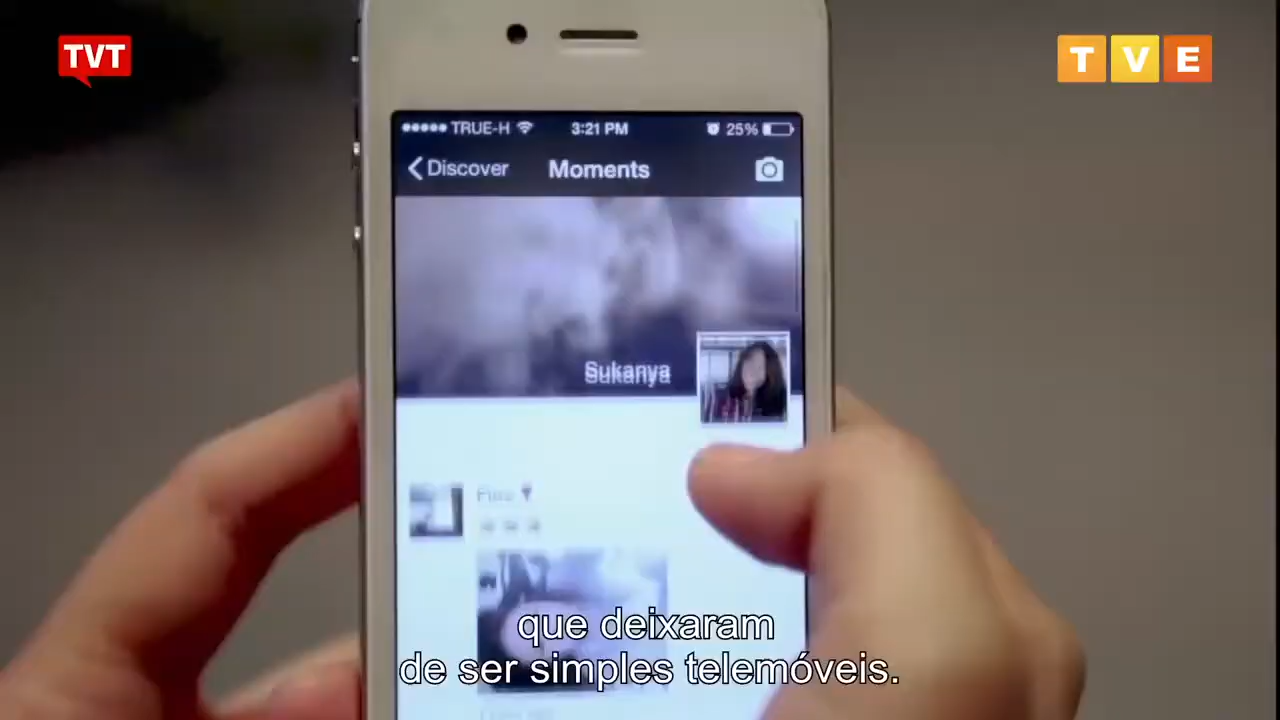 TVT
TVE
TRUE-H 3:21 PM 25%
Discover Moments
Sukanya
que deixaram
de ser simples telemóveis.